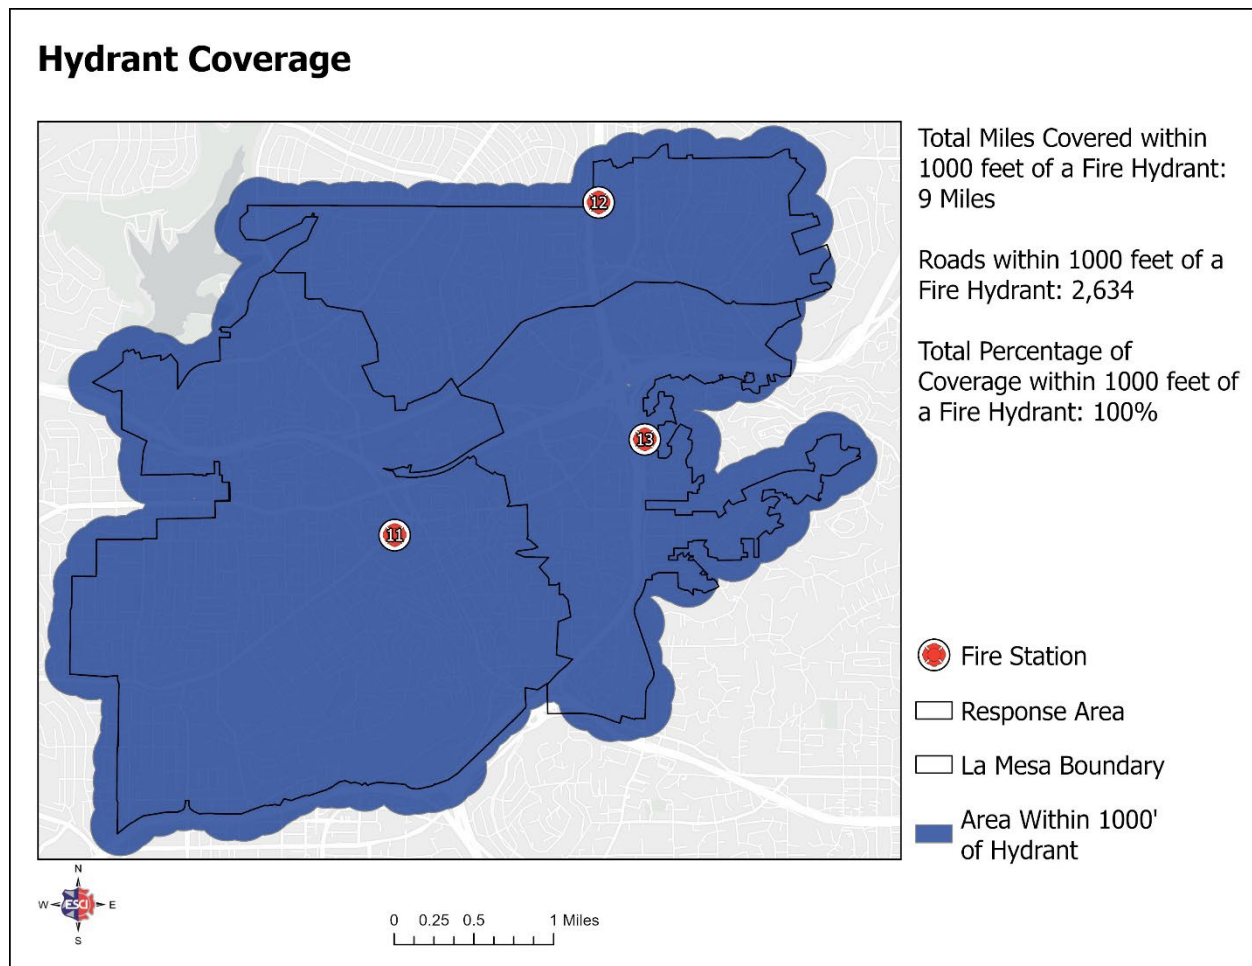 Hydrant Coverage
Total Miles Covered within
1000 feet of a Fire Hydrant:
9 Miles
Roads within 1000 feet of a
Fire Hydrant: 2,634
Total Percentage of
Coverage within 1000 feet of
a Fire Hydrant: 100%
12
13
11
Fire Station
Response Area
La Mesa Boundary
Area Within 1000'
of Hydrant
N
W ESCI E
S
0 0.25 0.5 1 Miles